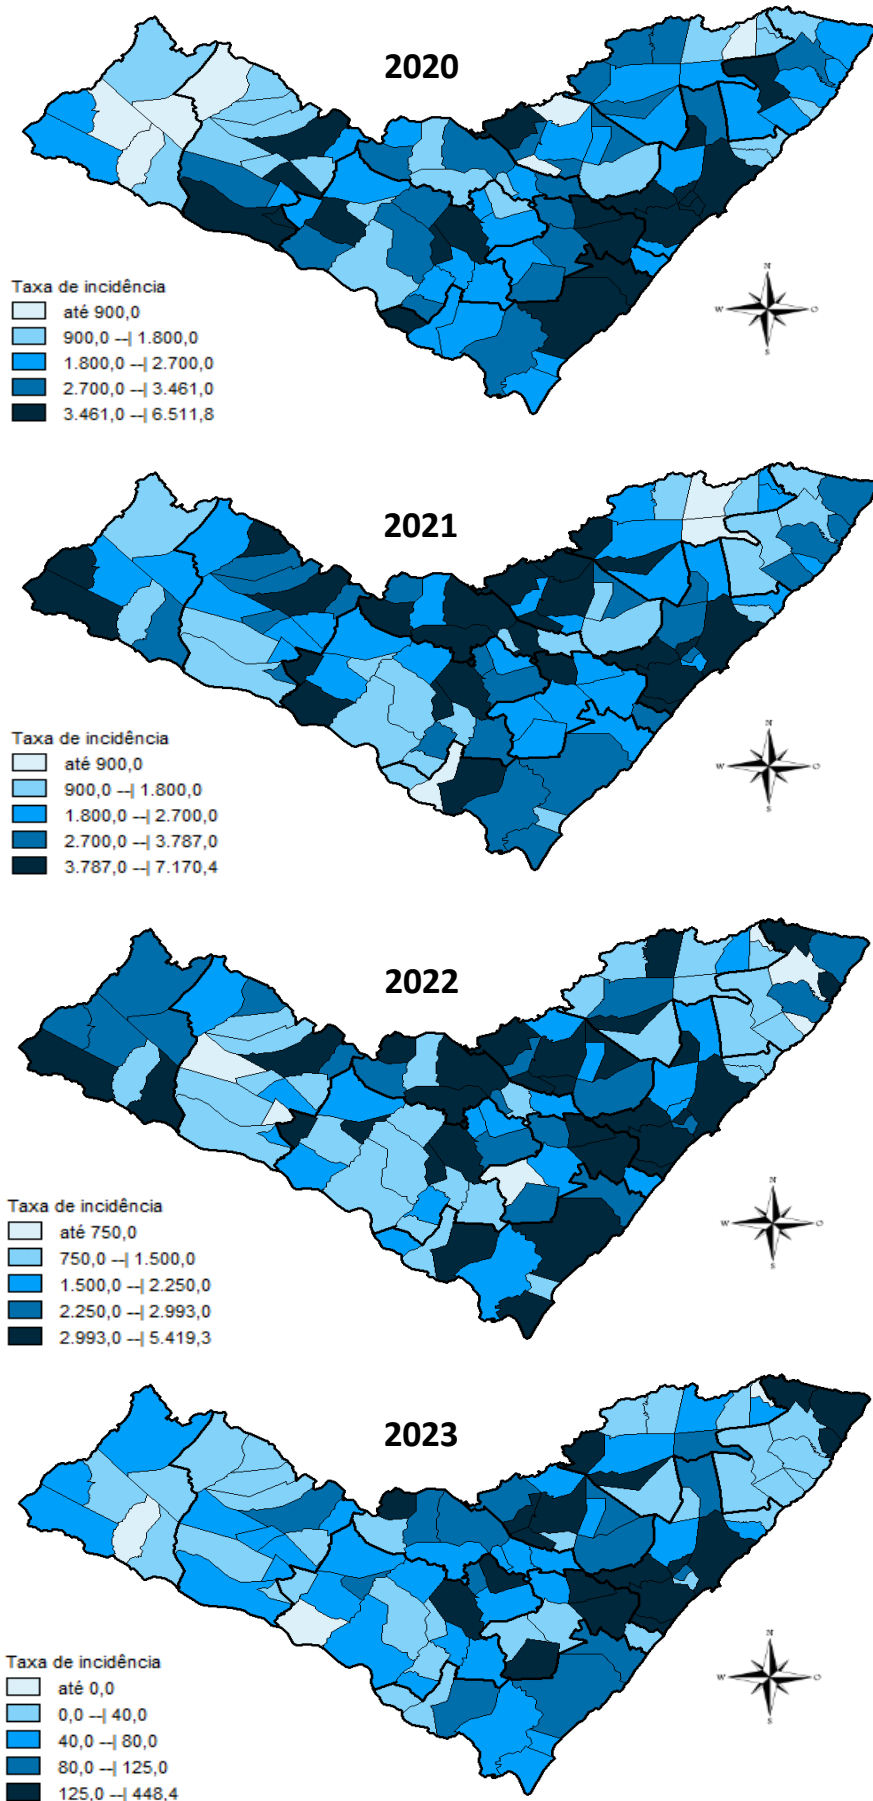 2020
Taxa de incidência
até 900,0
900,0 --| 1.800,0
1.800,0 --| 2.700,0
2.700,0 --| 3.461,0
3.461,0 --| 6.511,8
N
W
O
S
2021
Taxa de incidência
até 900,0
900,0 --| 1.800,0
1.800,0 --| 2.700,0
2.700,0 --| 3.787,0
3.787,0 --| 7.170,4
N
W
O
S
2022
Taxa de incidência
até 750,0
750,0 --| 1.500,0
1.500,0 --| 2.250,0
2.250,0 --| 2.993,0
2.993,0 --| 5.419,3
N
W
O
S
2023
Taxa de incidência
até 0,0
0,0 --| 40,0
40,0 --| 80,0
80,0 --| 125,0
125,0 --| 448,4
N
W
O
S